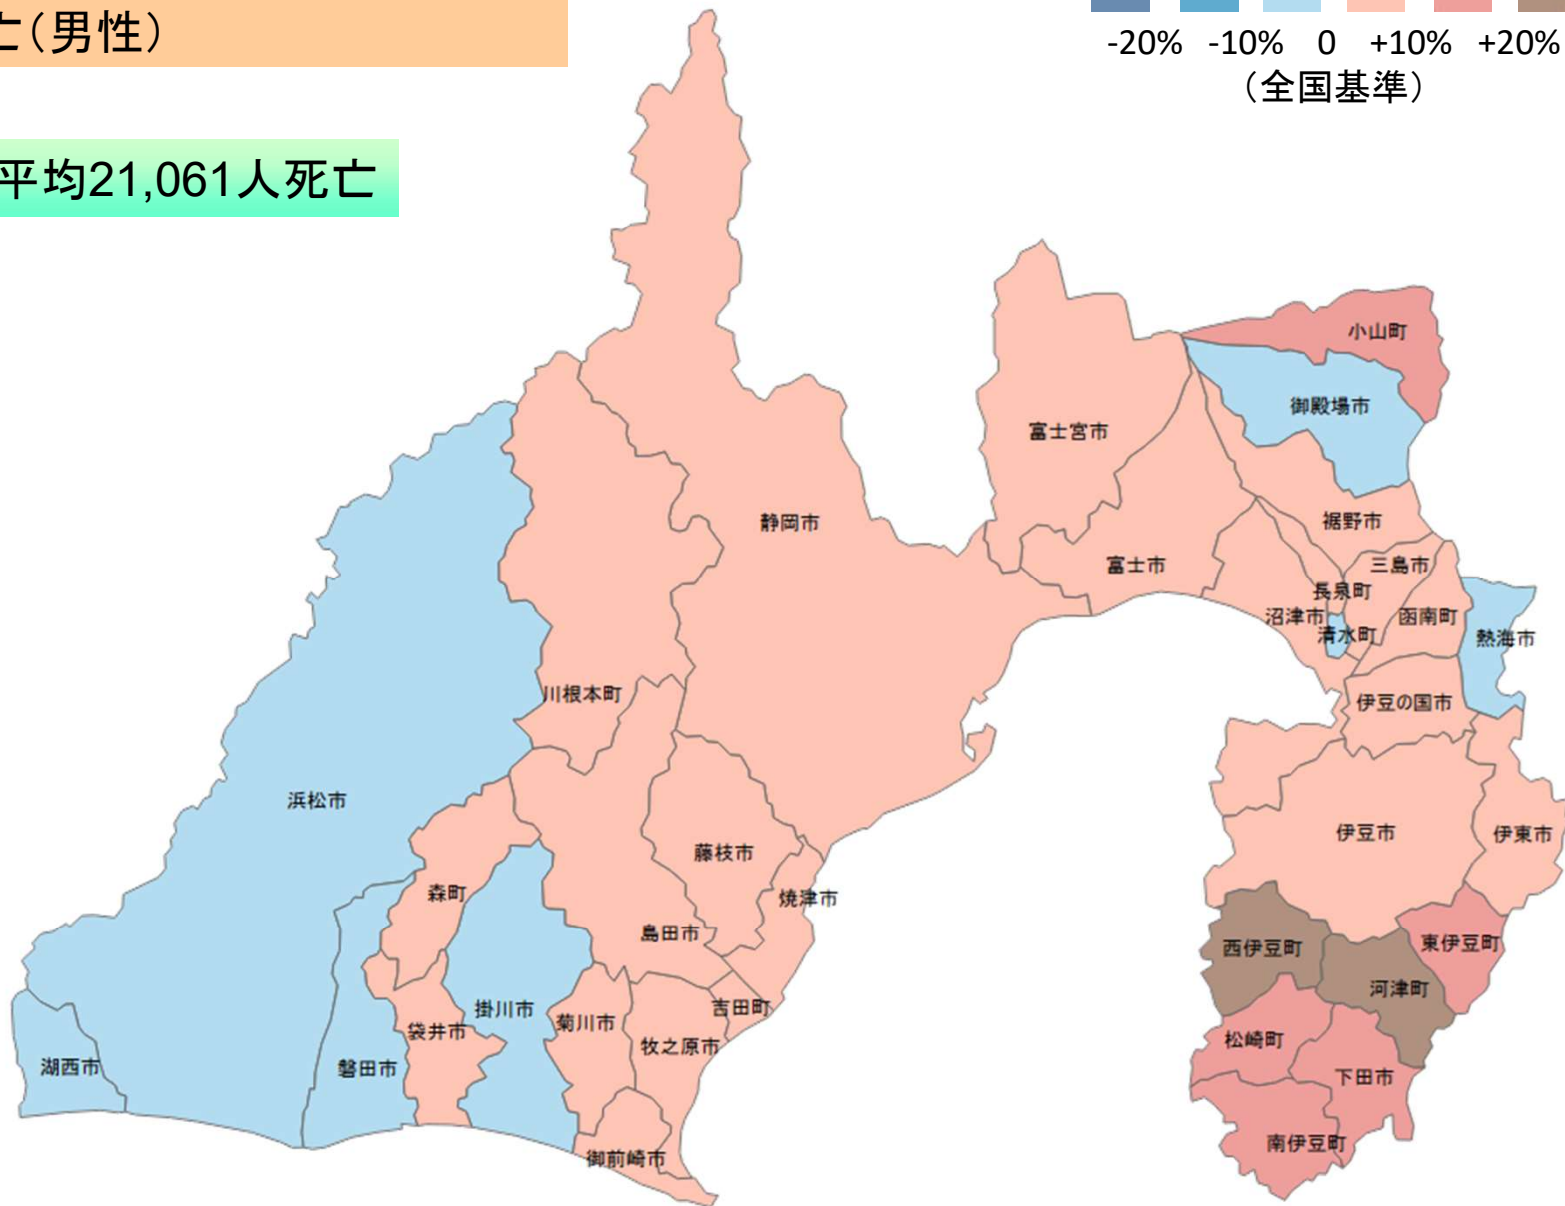 亡(男性)
-20% -10% 0 +10% +20%
(全国基準)
平均21,061人死亡
小山町
御殿場市
富士宮市
静岡市
裾野市
富士市
三島市
長泉町
沼津市
函南町
清水町
熱海市
川根本町
伊豆の国市
浜松市
伊豆市
伊東市
藤枝市
森町
焼津市
島田市
西伊豆町
東伊豆町
河津町
掛川市
吉田町
菊川市
袋井市
牧之原市
松崎町
湖西市
磐田市
下田市
南伊豆町
御前崎市